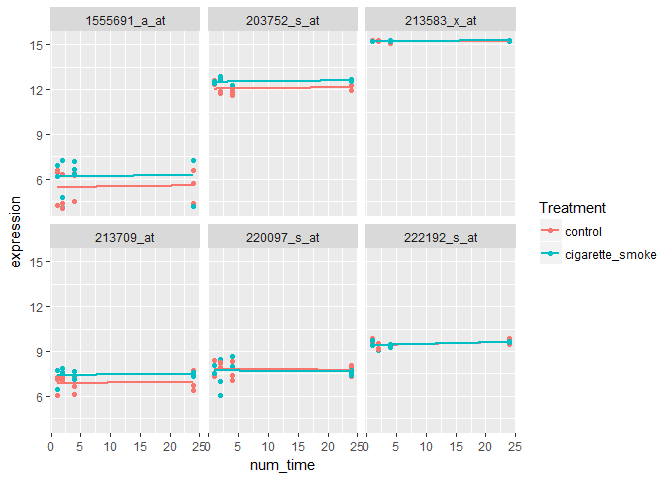 1555691_a_at 203752_s_at 213583_x_at
15
12
9
6
expression
Treatment
control
cigarette_smoke
213709_at 220097_s_at 222192_s_at
15
12
9
6
0 5 10 15 20 25 0 5 10 15 20 25 0 5 10 15 20 25
num_time